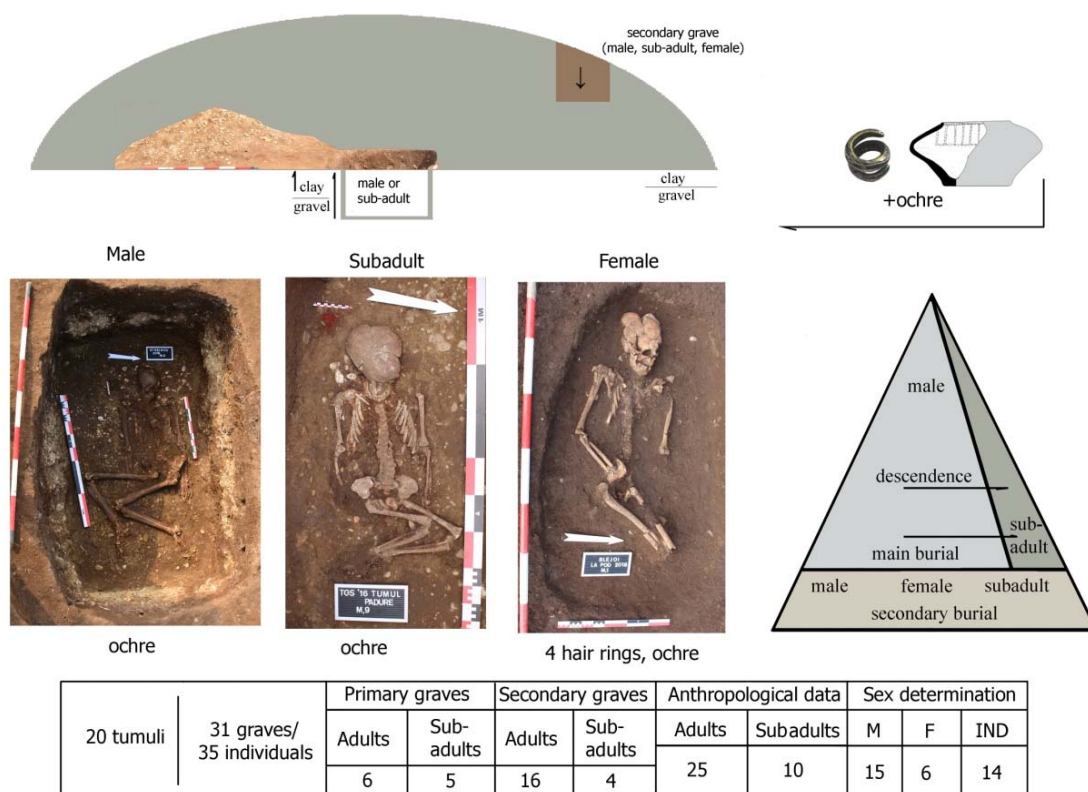 secondary grave
(male, sub-adult, female)
clay
gravel
male or
sub-adult
clay
gravel
+ochre
Male
Subadult
Female
1M
TOS '16 TUMUL
PADURE
M.9
BLEJOI
LA POD 2018
M.1
ochre
ochre
4 hair rings, ochre
male
descendence
sub-
adult
main burial
male female subadult
secondary burial
20 tumuli
31 graves/
35 individuals
Primary graves Secondary graves Anthropological data Sex determination
Adults Sub-
adults Adults Sub-
adults Adults Subadults M F IND
6 5 16 4 25 10 15 6 14